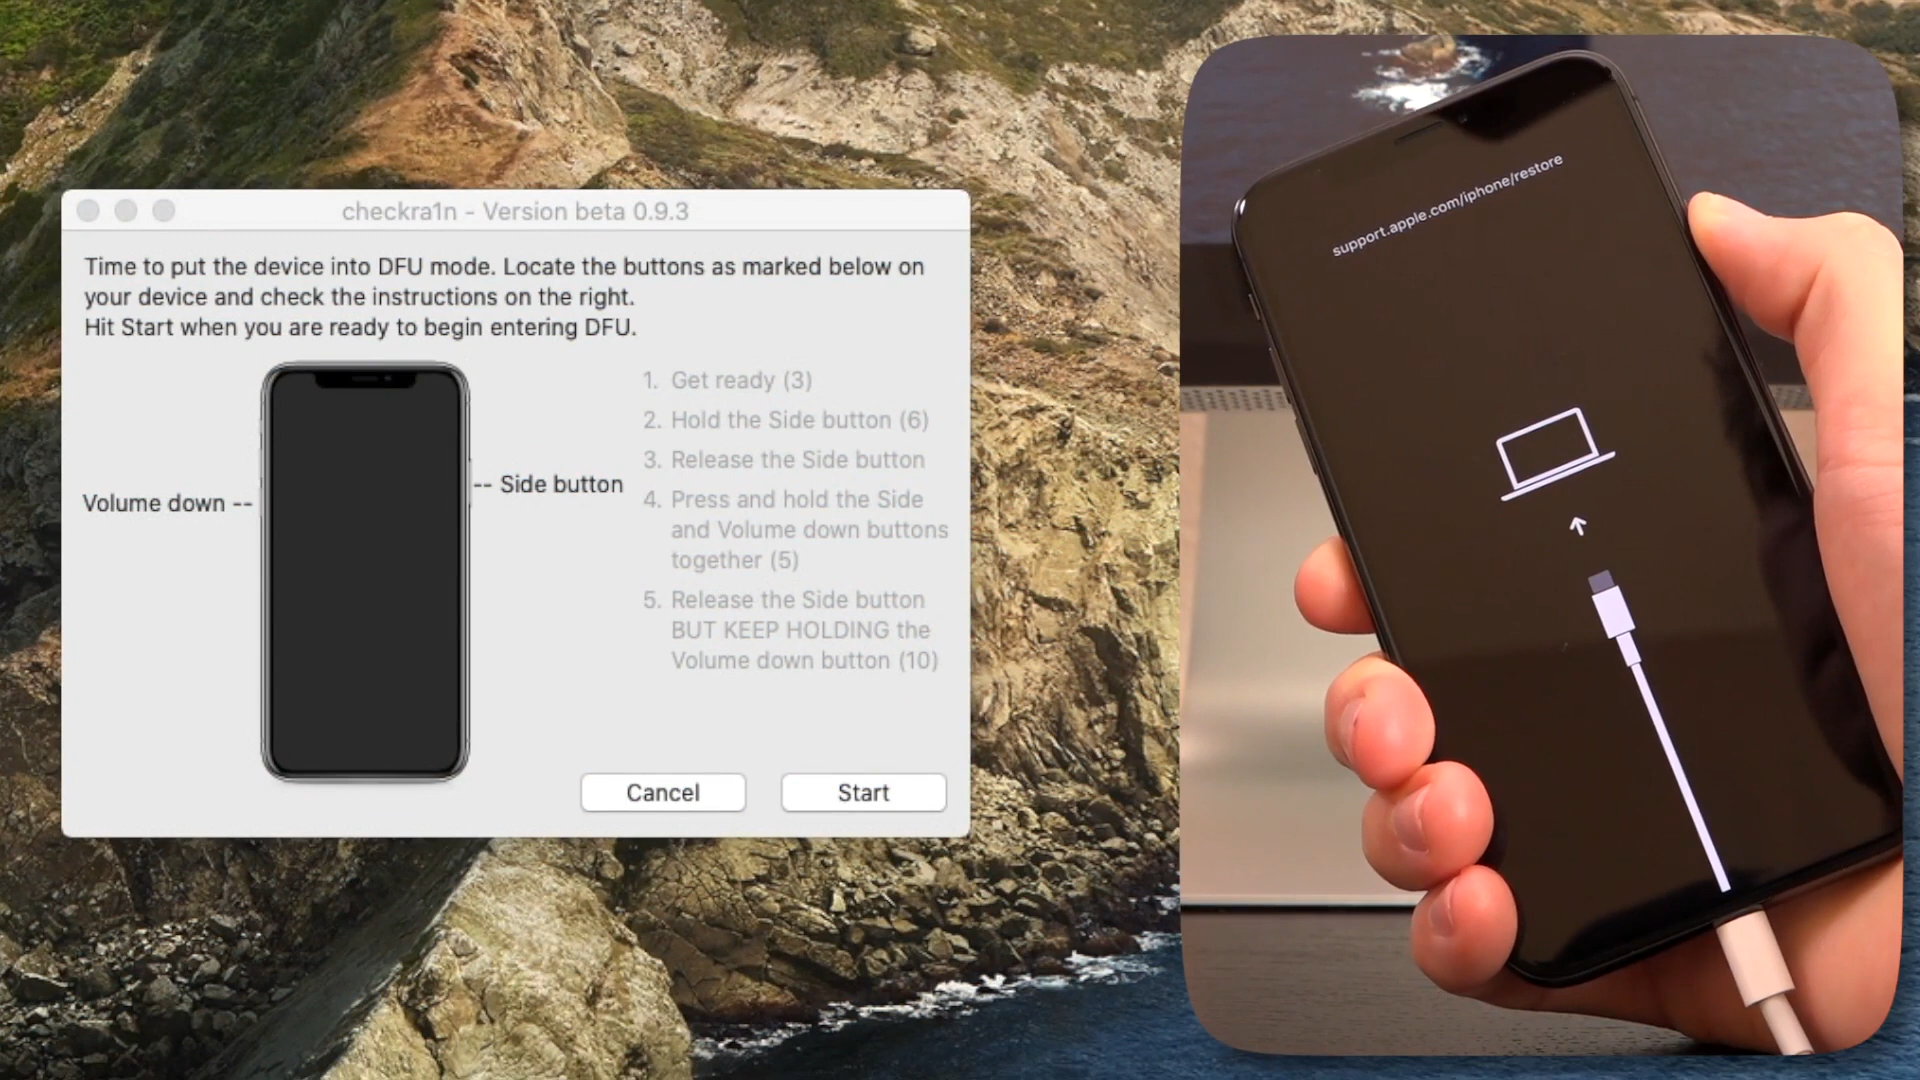 checkra1n - Version beta 0.9.3
Time to put the device into DFU mode. Locate the buttons as marked below on
your device and check the instructions on the right.
Hit Start when you are ready to begin entering DFU.
Volume down --
-- Side button
1. Get ready (3)
2. Hold the Side button (6)
3. Release the Side button
4. Press and hold the Side
and Volume down buttons
together (5)
5. Release the Side button
BUT KEEP HOLDING the
Volume down button (10)
Cancel
Start
support.apple.com/iphone/restore